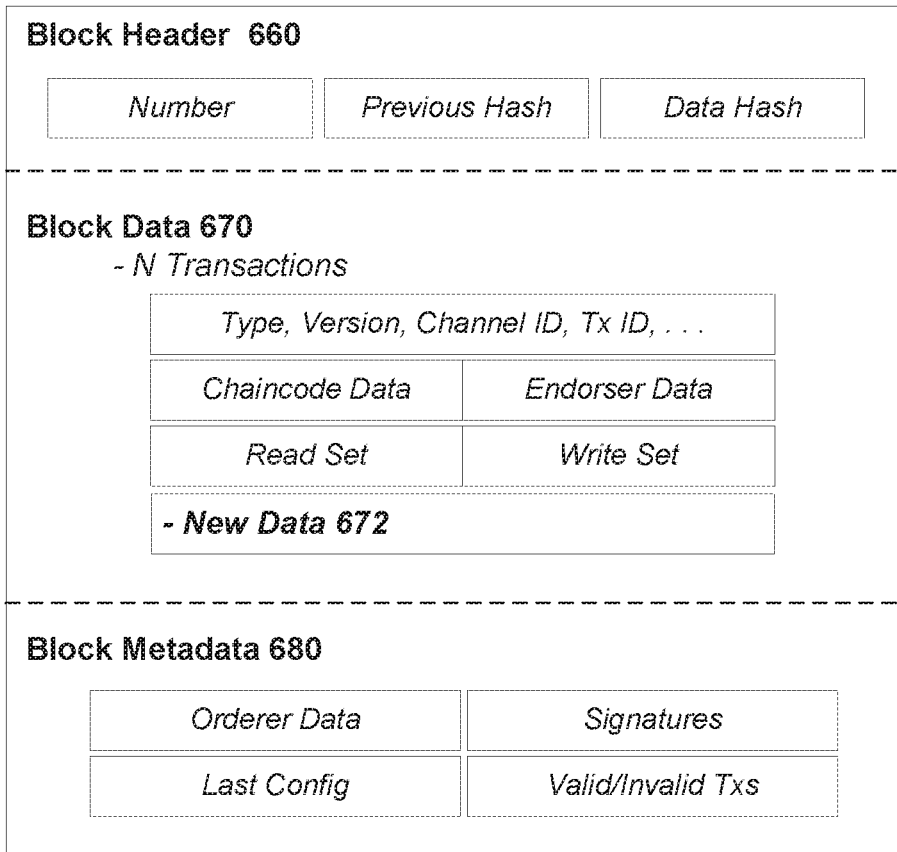 Block Header 660
Number Previous Hash Data Hash
Block Data 670
- N Transactions
Type, Version, Channel ID, Tx ID, . . .
Chaincode Data Endorser Data
Read Set Write Set
- New Data 672
Block Metadata 680
Orderer Data Signatures
Last Config Valid/Invalid Txs